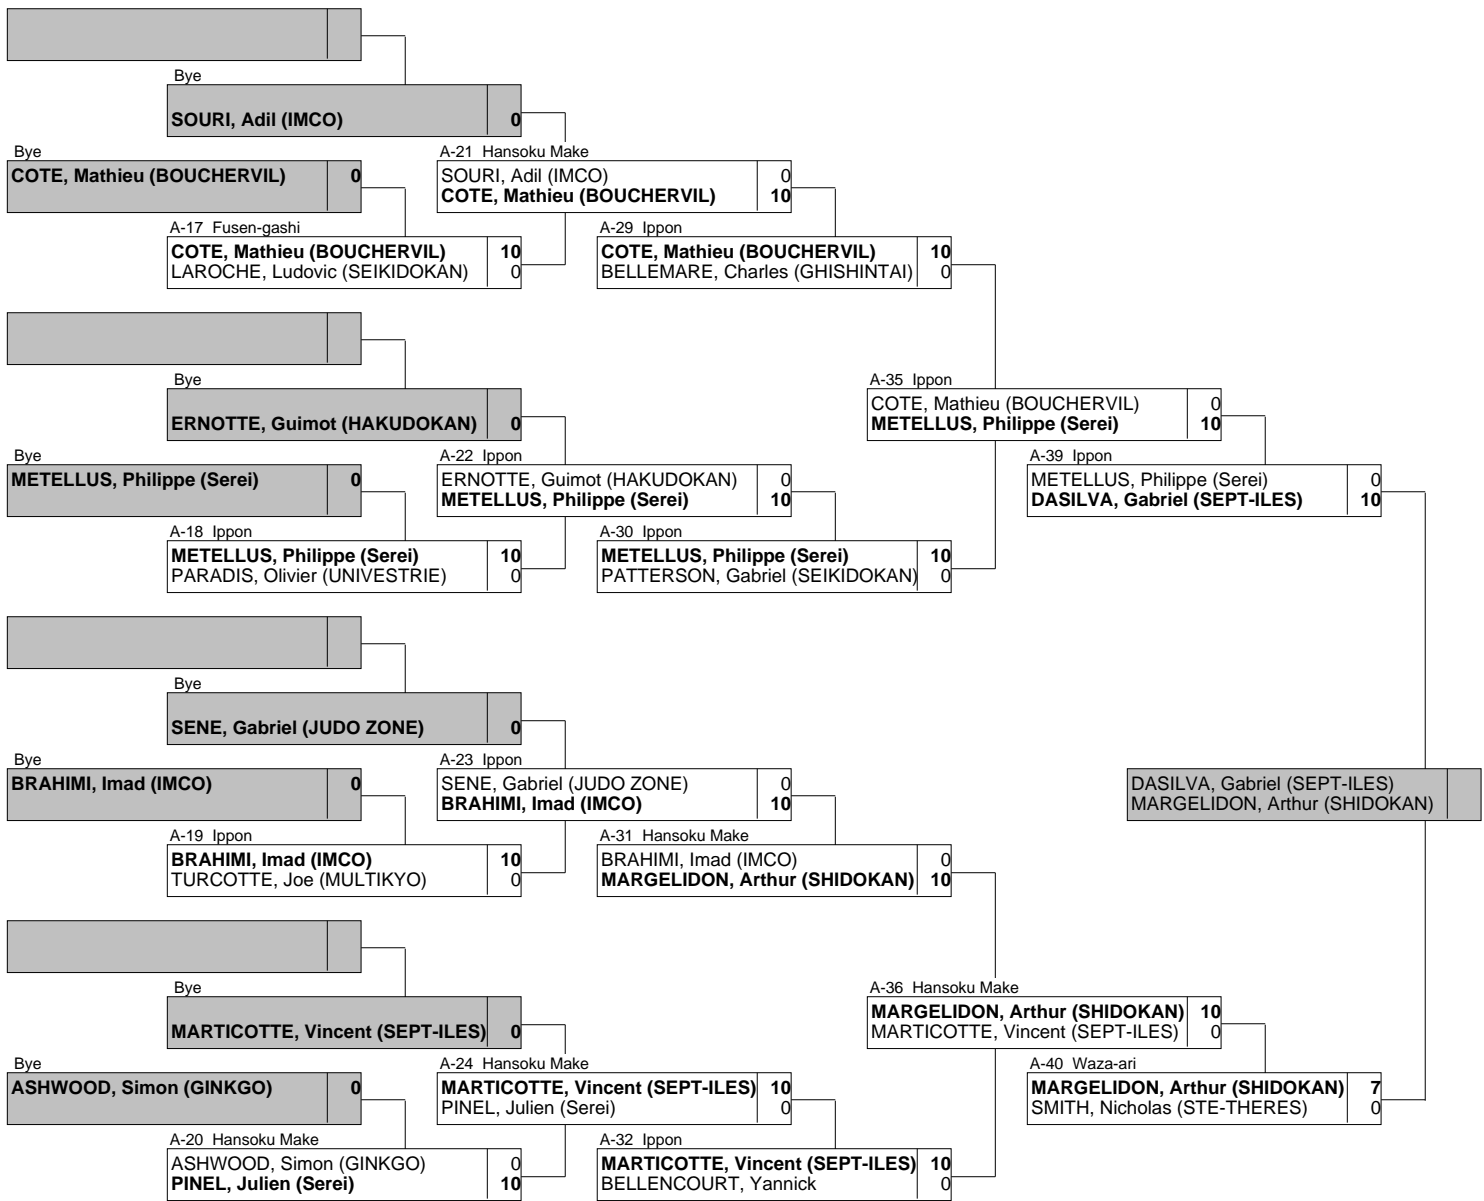 Bye
SOURI, Adil (IMCO) 0
Bye
COTE, Mathieu (BOUCHERVIL) 0
A-21 Hansoku Make
SOURI, Adil (IMCO) 0
COTE, Mathieu (BOUCHERVIL) 10
A-17 Fusen-gashi
COTE, Mathieu (BOUCHERVIL) 10
LAROCHE, Ludovic (SEIKIDOKAN) 0
A-29 Ippon
COTE, Mathieu (BOUCHERVIL) 10
BELLEMARE, Charles (GHISHINTAI) 0
Bye
ERNOTTE, Guimot (HAKUDOKAN) 0
A-35 Ippon
COTE, Mathieu (BOUCHERVIL) 0
METELLUS, Philippe (Serei) 10
Bye
METELLUS, Philippe (Serei) 0
A-22 Ippon
ERNOTTE, Guimot (HAKUDOKAN) 0
METELLUS, Philippe (Serei) 10
A-39 Ippon
METELLUS, Philippe (Serei) 0
DASILVA, Gabriel (SEPT-ILES) 10
A-18 Ippon
METELLUS, Philippe (Serei) 10
PARADIS, Olivier (UNIVESTRIE) 0
A-30 Ippon
METELLUS, Philippe (Serei) 10
PATTERSON, Gabriel (SEIKIDOKAN) 0
Bye
SENE, Gabriel (JUDO ZONE) 0
Bye
BRAHIMI, Imad (IMCO) 0
A-23 Ippon
SENE, Gabriel (JUDO ZONE) 0
BRAHIMI, Imad (IMCO) 10
DASILVA, Gabriel (SEPT-ILES)
MARGELIDON, Arthur (SHIDOKAN)
A-19 Ippon
BRAHIMI, Imad (IMCO) 10
TURCOTTE, Joe (MULTIKYO) 0
A-31 Hansoku Make
BRAHIMI, Imad (IMCO) 0
MARGELIDON, Arthur (SHIDOKAN) 10
Bye
MARTICOTTE, Vincent (SEPT-ILES) 0
A-36 Hansoku Make
MARGELIDON, Arthur (SHIDOKAN) 10
MARTICOTTE, Vincent (SEPT-ILES) 0
Bye
ASHWOOD, Simon (GINKGO) 0
A-24 Hansoku Make
MARTICOTTE, Vincent (SEPT-ILES) 10
PINEL, Julien (Serei) 0
A-40 Waza-ari
MARGELIDON, Arthur (SHIDOKAN) 7
SMITH, Nicholas (STE-THERES) 0
A-20 Hansoku Make
ASHWOOD, Simon (GINKGO) 0
PINEL, Julien (Serei) 10
A-32 Ippon
MARTICOTTE, Vincent (SEPT-ILES) 10
BELLENCOURT, Yannick 0